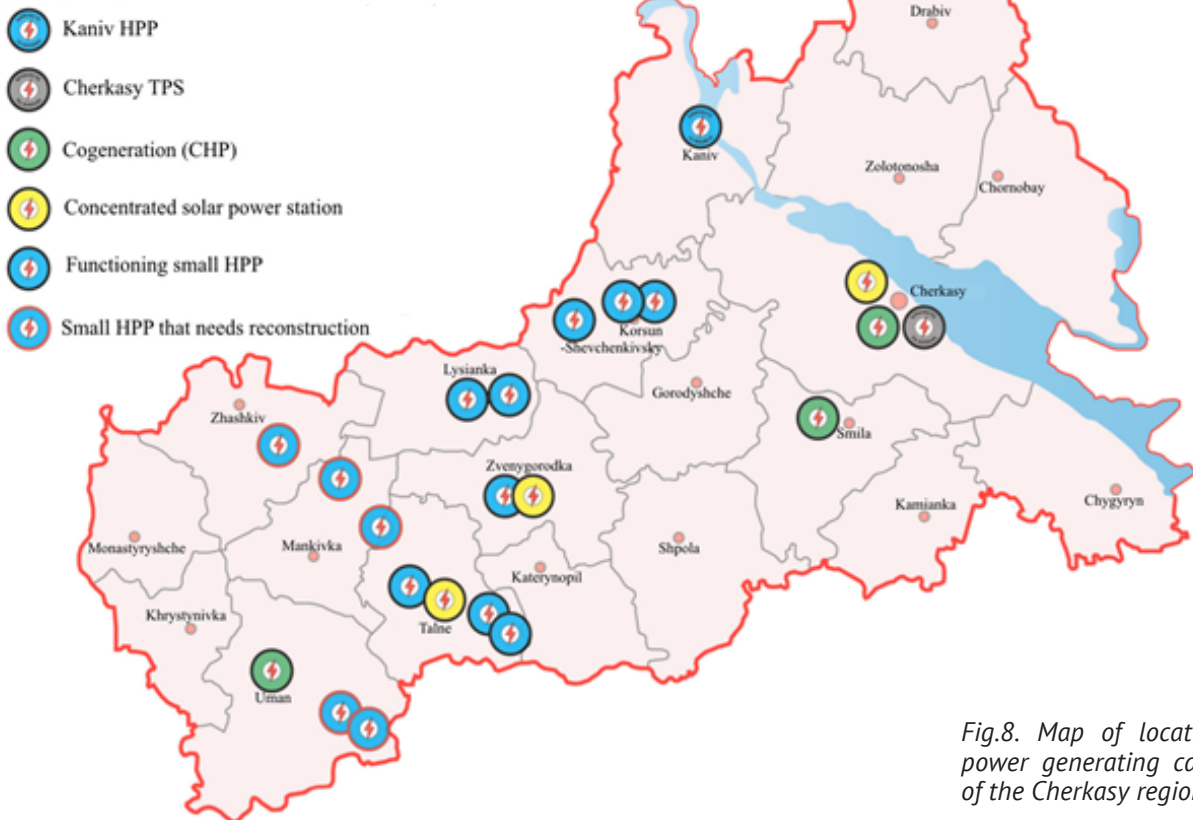 Kaniv HPP
Cherkasy TPS
Cogeneration (CHP)
Concentrated solar power station
Functioning small HPP
Small HPP that needs reconstruction
Drabiv
Kaniv
Zolotonosha
Chornobay
Cherkasy
Korsun
-Shevchenkivsky
Lysianka
Gorodyshche
Zhashkiv
Smila
Zvenygorodka
Kamianka
Chygyryn
Monastyryshche
Mankivka
Shpola
Katerynopil
Khrystynivka
Talne
Uman
Fig.8. Map of locat
power generating ca
of the Cherkasy region